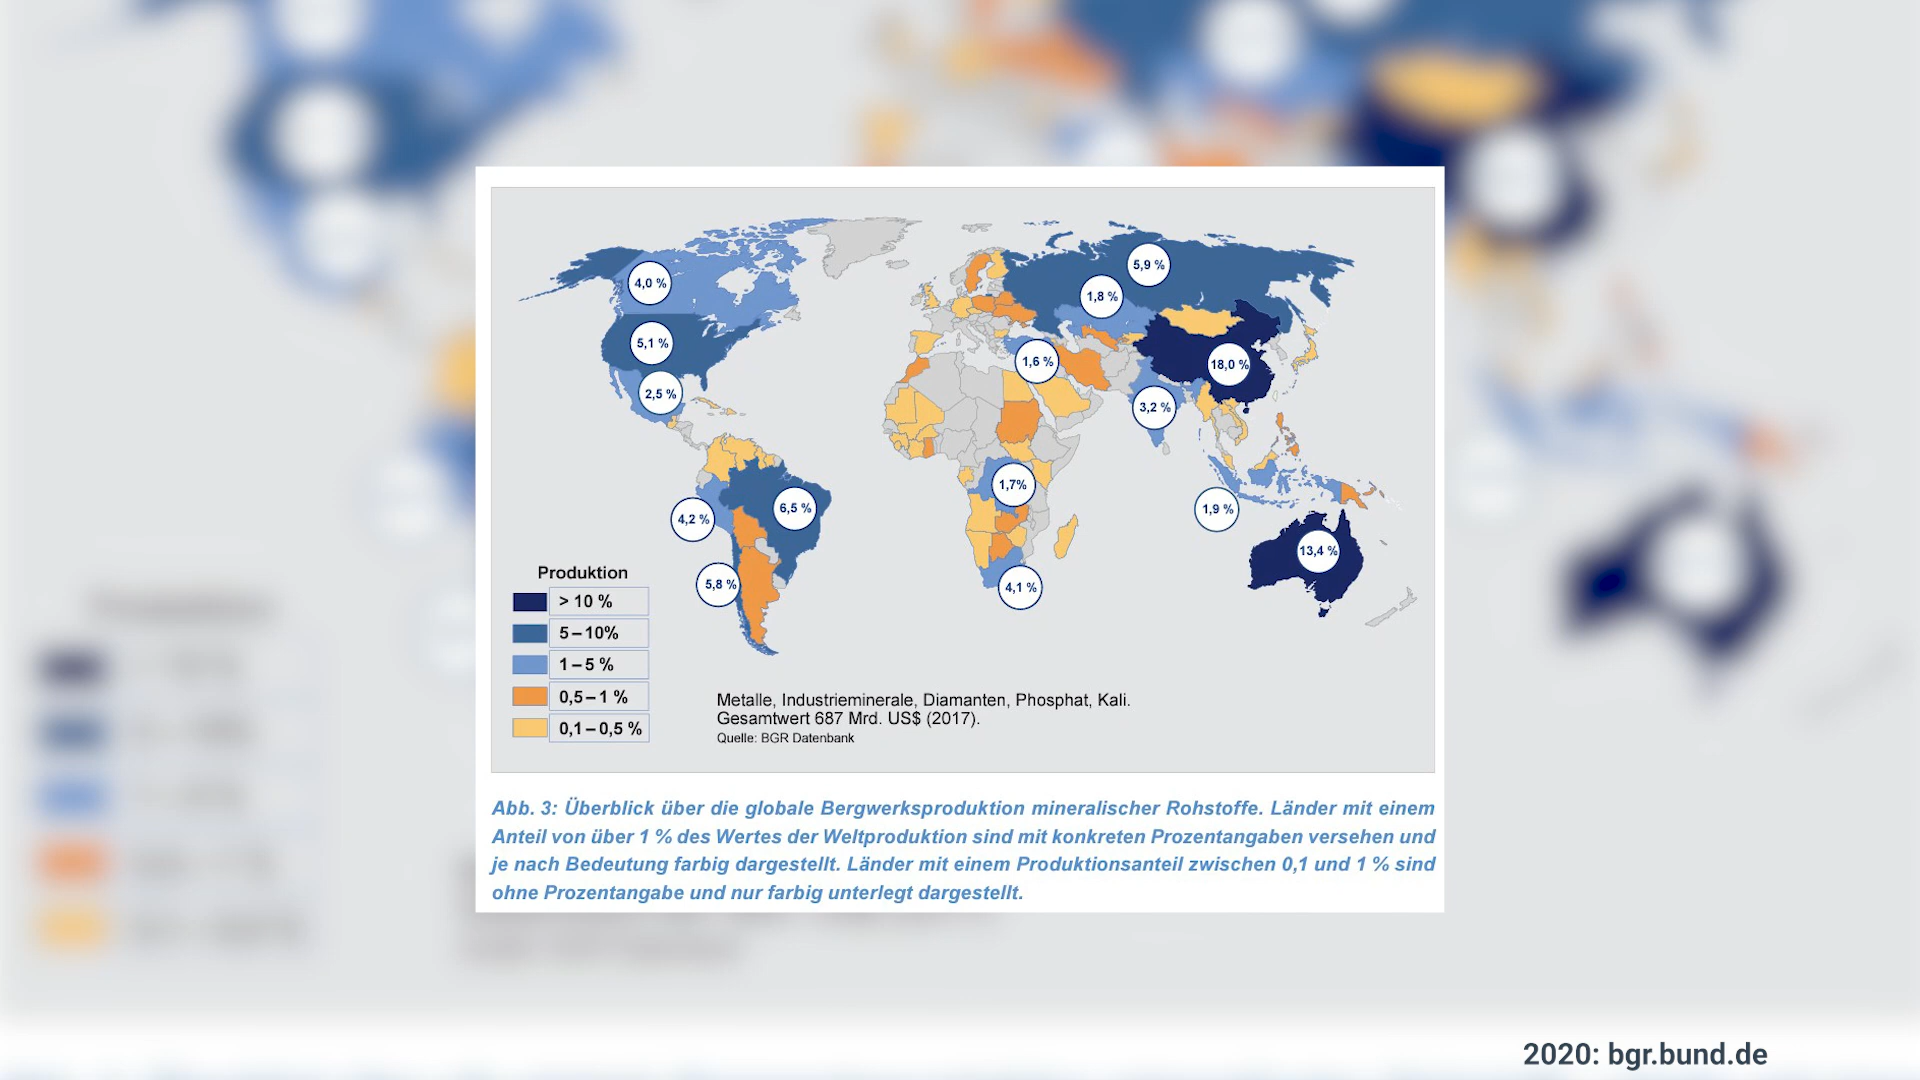 5,9 %
4,0 %
1,8 %
5,1 %
1,6 %
18,0 %
2,5 %
3,2 %
1,7%
6,5 %
1,9 %
4,2 %
13,4 %
5,8 %
4,1 %
Produktion
> 10 %
5 – 10%
1 – 5 %
0,5 – 1 %
0,1 – 0,5 %
Metalle, Industrieminerale, Diamanten, Phosphat, Kali.
Gesamtwert 687 Mrd. US$ (2017).
Quelle: BGR Datenbank
Abb. 3: Überblick über die globale Bergwerksproduktion mineralischer Rohstoffe. Länder mit einem
Anteil von über 1 % des Wertes der Weltproduktion sind mit konkreten Prozentangaben versehen und
je nach Bedeutung farbig dargestellt. Länder mit einem Produktionsanteil zwischen 0,1 und 1 % sind
ohne Prozentangabe und nur farbig unterlegt dargestellt.
2020: bgr.bund.de